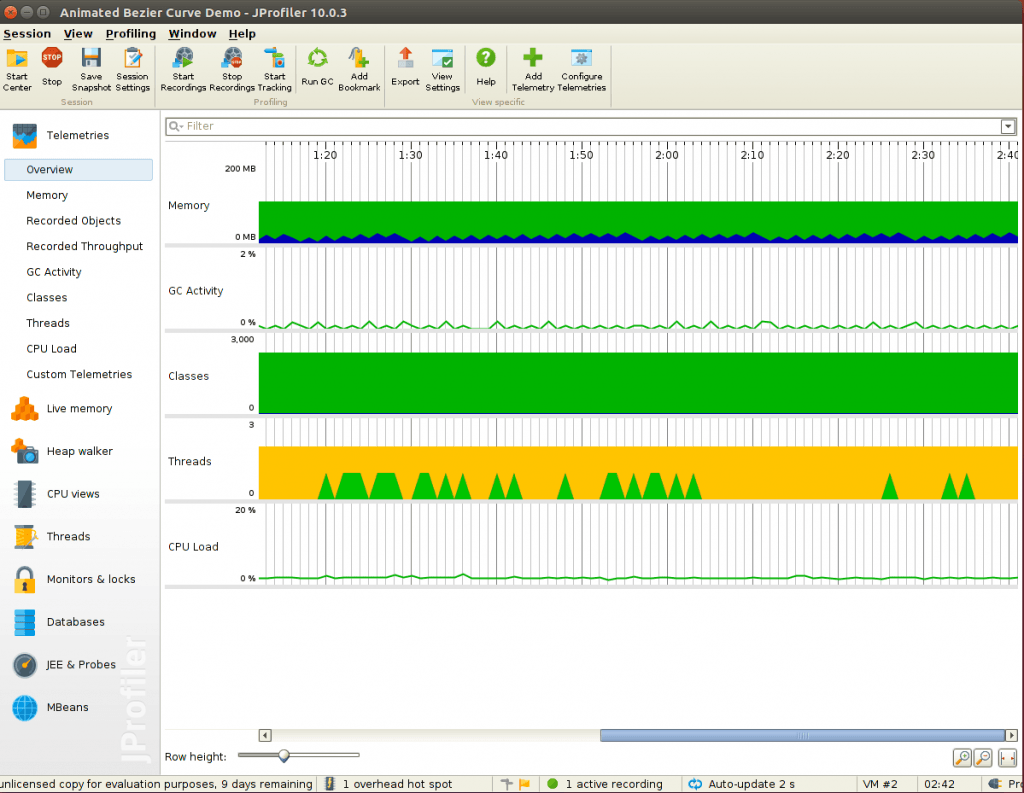 Animated Bezier Curve Demo - JProfiler 10.0.3
Session View Profiling Window Help
Start Center
Stop
Save Snapshot
Session Settings
Start Recordings
Stop Recordings
Start Tracking
Run GC
Add Bookmark
Export
View Settings
Help
Add Telemetry
Configure Telemetries
Session
Profiling
View specific
Telemetries
Overview
Memory
Recorded Objects
Recorded Throughput
GC Activity
Classes
Threads
CPU Load
Custom Telemetries
Live memory
Heap walker
CPU views
Threads
Monitors & locks
Databases
JEE & Probes
MBeans
JProfiler
Filter
1:20 1:30 1:40 1:50 2:00 2:10 2:20 2:30 2:40
200 MB
Memory
0 MB
2 %
GC Activity
0 %
3,000
Classes
0
3
Threads
0
20 %
CPU Load
0 %
Row height:
unlicensed copy for evaluation purposes, 9 days remaining 1 overhead hot spot 1 active recording Auto-update 2 s VM #2 02:42